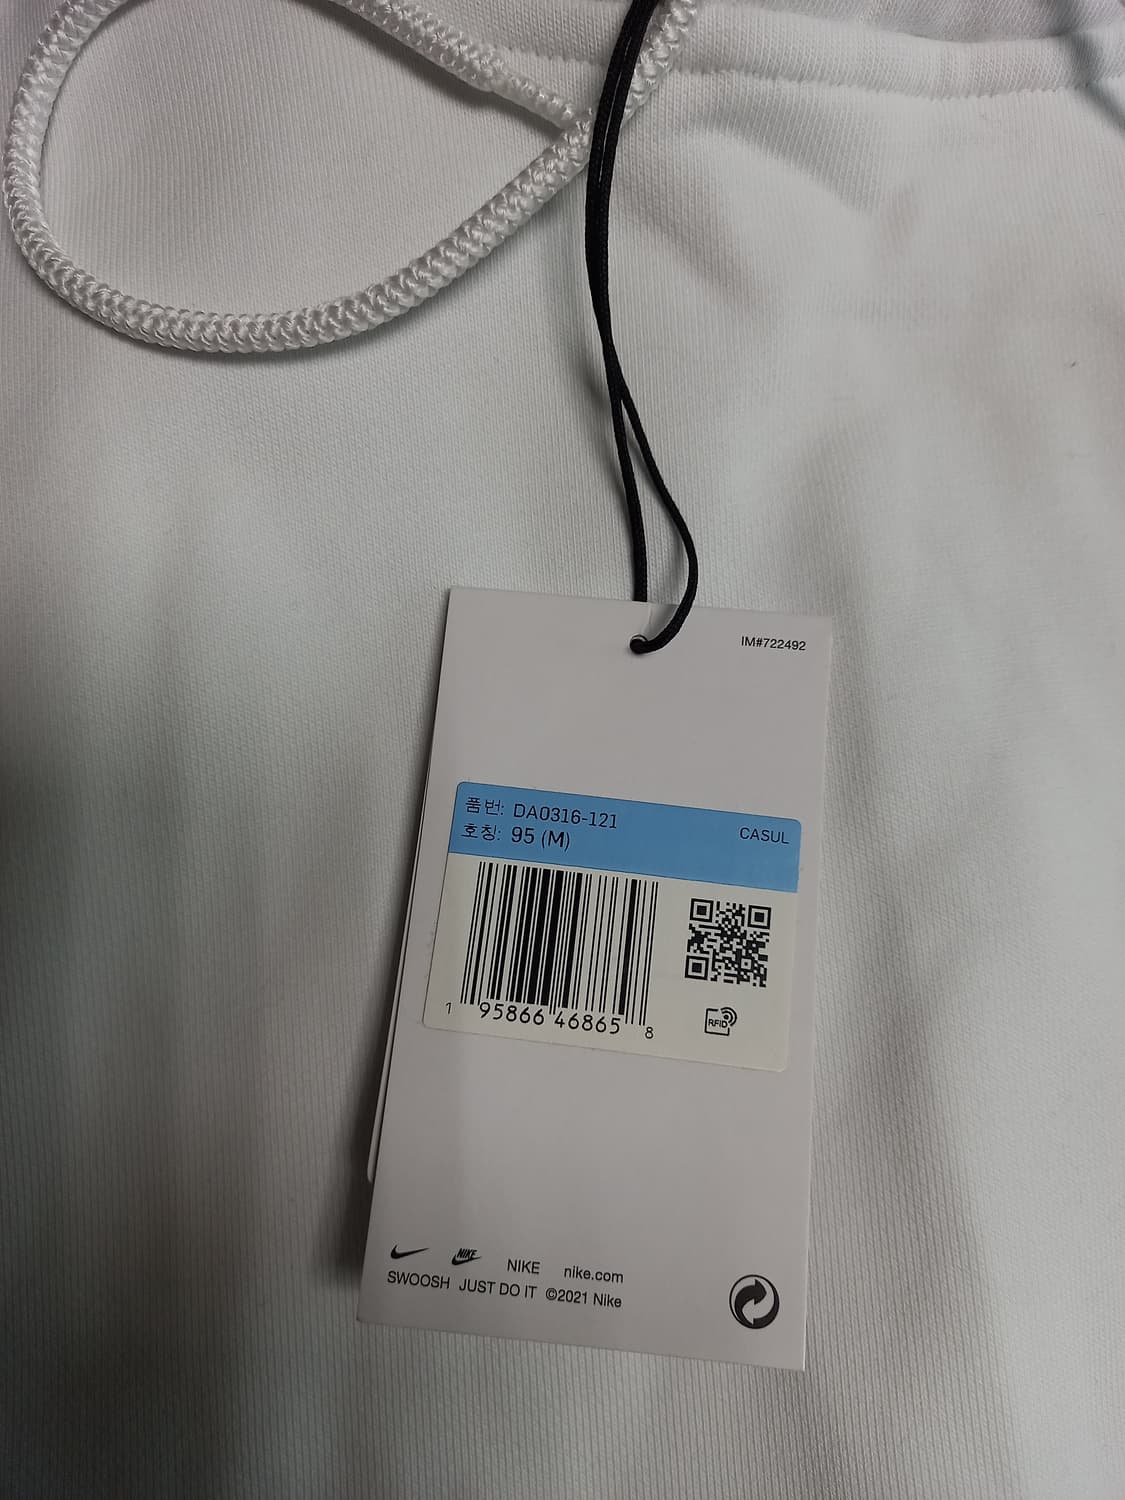 IM#722492
품번: DA0316-121
호칭: 95 (M)
CASUL
1 95866 46865 8
RFID
NIKE NIKE nike.com
SWOOSH JUST DO IT ©2021 Nike